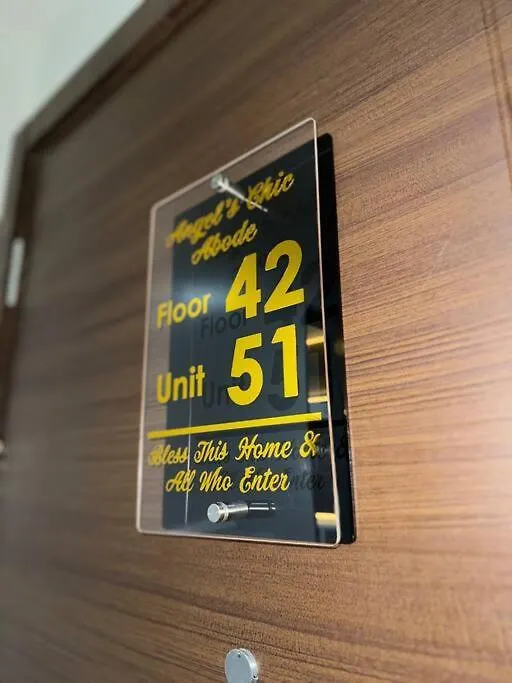 Angel's Chic
Abode
Floor 42
Unit 51
Bless This Home &
All Who Enter